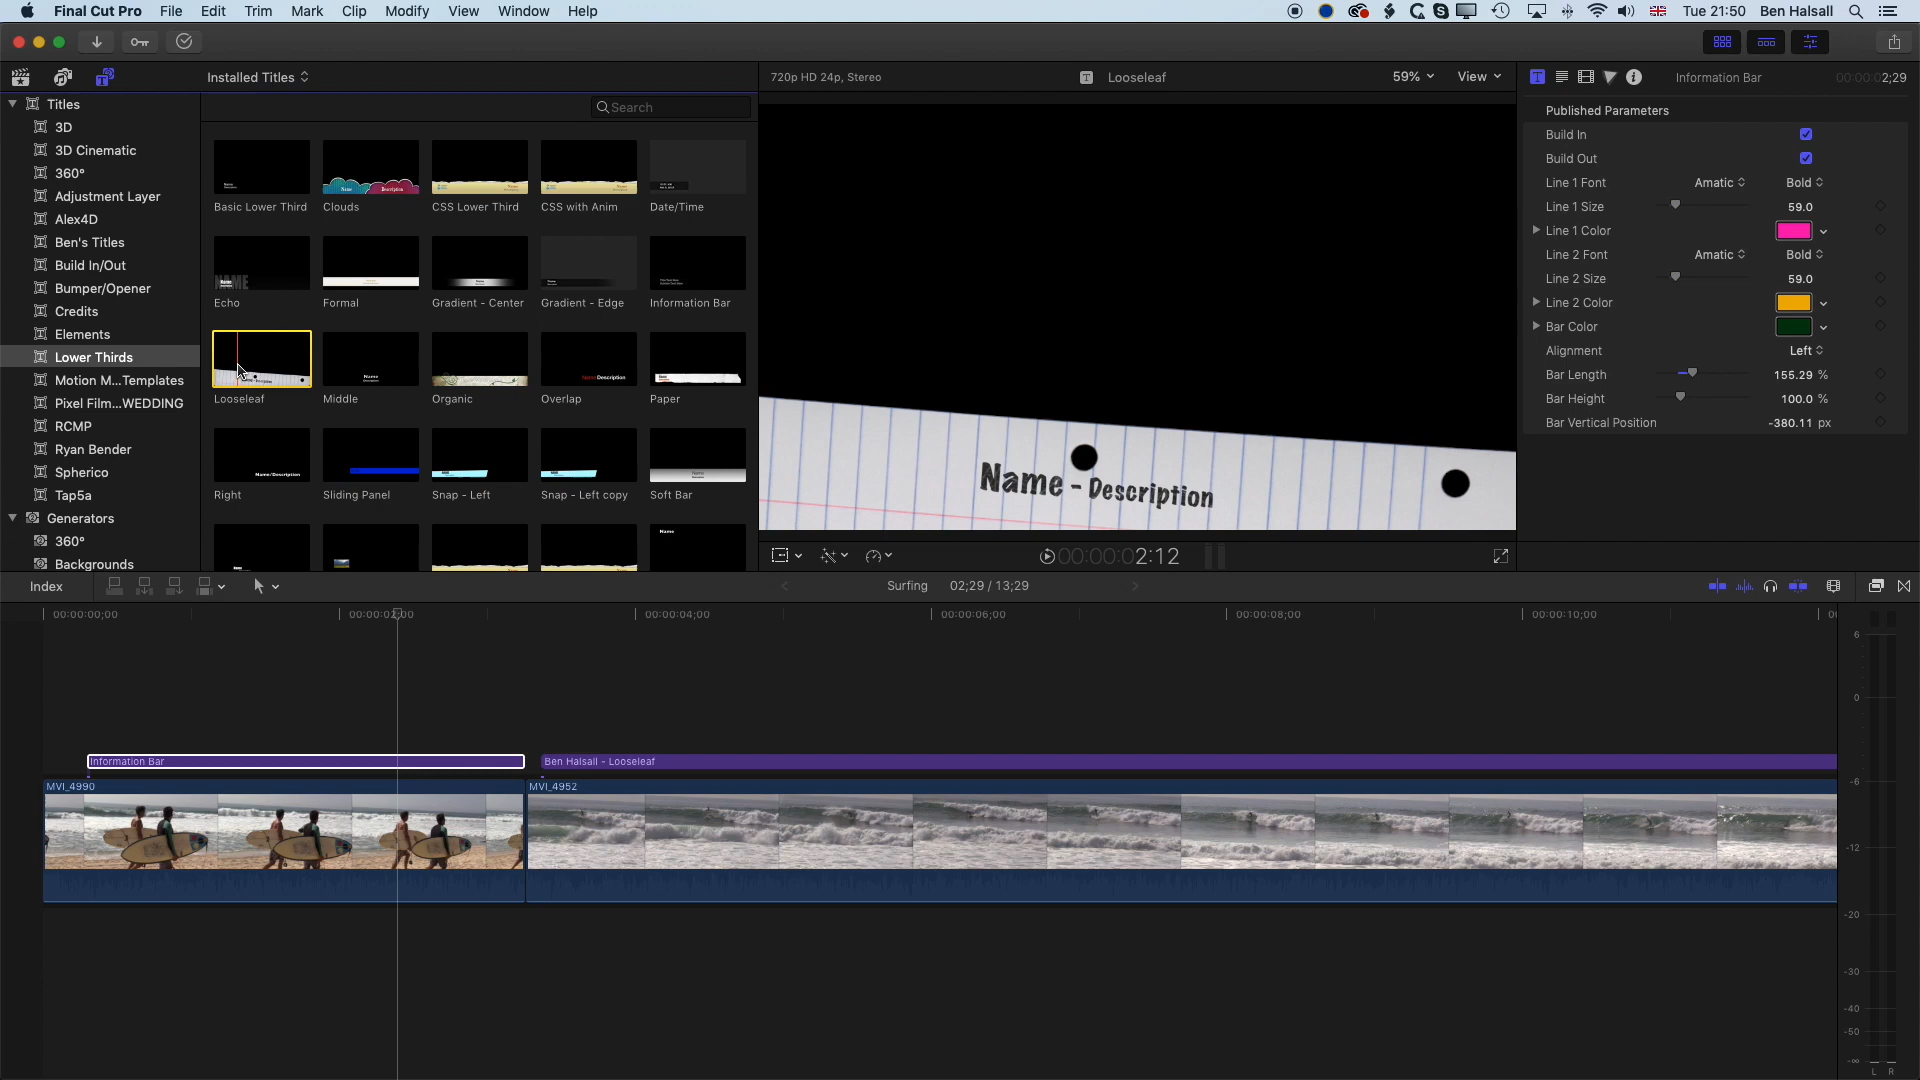 Final Cut Pro File Edit Trim Mark Clip Modify View Window Help
Tue 21:50 Ben Halsall
Installed Titles
720p HD 24p, Stereo
Looseleaf
59%
View
Information Bar
00:00:02;29
Search
Titles
3D
3D Cinematic
360°
Adjustment Layer
Alex4D
Ben's Titles
Build In/Out
Bumper/Opener
Credits
Elements
Lower Thirds
Motion M...Templates
Pixel Film...WEDDING
RCMP
Ryan Bender
Spherico
Tap5a
Generators
360°
Backgrounds
Basic Lower Third
Clouds
CSS Lower Third
CSS with Anim
Date/Time
Echo
Formal
Gradient - Center
Gradient - Edge
Information Bar
Looseleaf
Middle
Organic
Overlap
Paper
Right
Sliding Panel
Snap - Left
Snap - Left copy
Soft Bar
Name - Description
00:00:02:12
Published Parameters
Build In
Build Out
Line 1 Font Amatic Bold
Line 1 Size 59.0
Line 1 Color
Line 2 Font Amatic Bold
Line 2 Size 59.0
Line 2 Color
Bar Color
Alignment Left
Bar Length 155.29 %
Bar Height 100.0 %
Bar Vertical Position -380.11 px
Index
Surfing 02;29 / 13;29
00:00:00;00
00:00:02;00
00:00:04;00
00:00:06;00
00:00:08;00
00:00:10;00
Information Bar
Ben Halsall - Looseleaf
MVI_4990
MVI_4952
6
0
-6
-12
-20
-30
-40
-50
-∞
L R